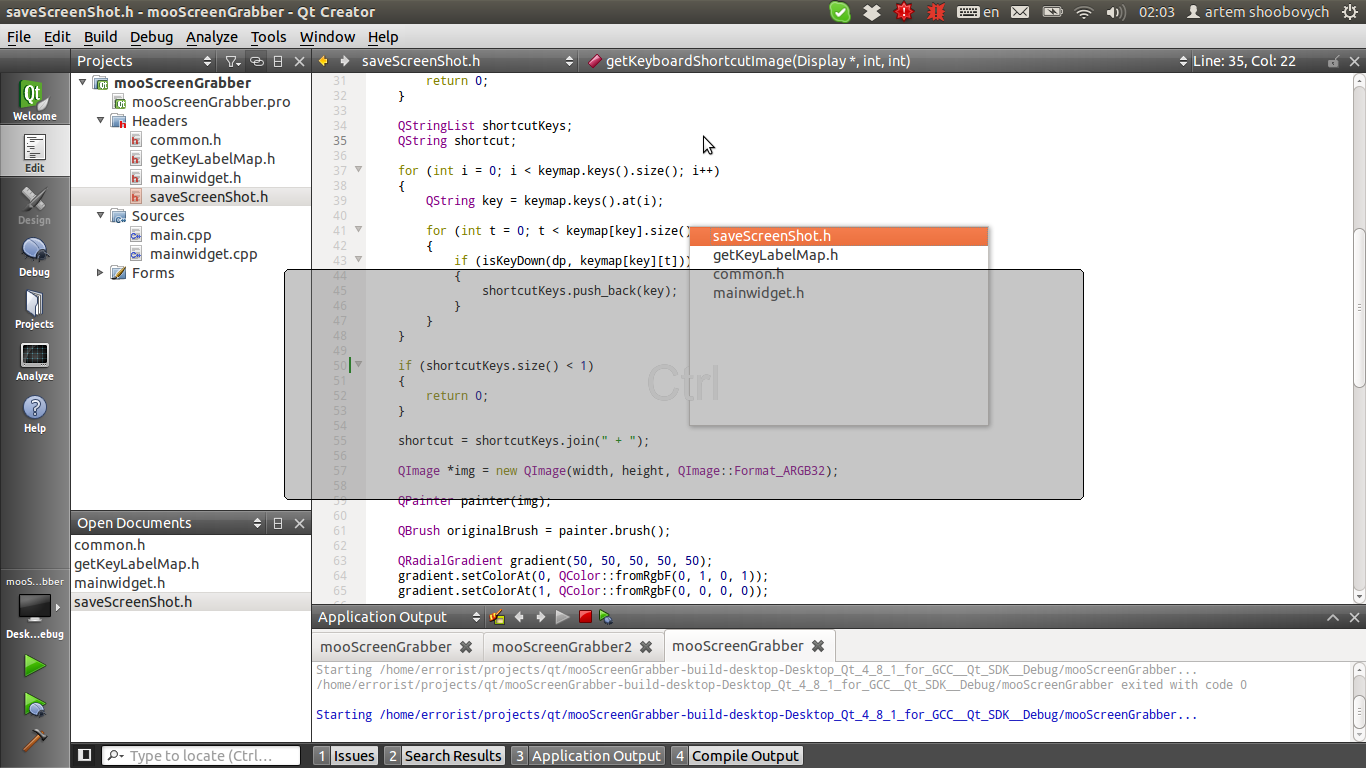 saveScreenShot.h - mooScreenGrabber - Qt Creator
en
02:03
artem shoobovych
File Edit Build Debug Analyze Tools Window Help
Projects
saveScreenShot.h
getKeyboardShortcutImage(Display *, int, int)
Line: 35, Col: 22
Welcome
Edit
Design
Debug
Projects
Analyze
Help
mooS...bber
Desk...ebug
mooScreenGrabber
mooScreenGrabber.pro
Headers
common.h
getKeyLabelMap.h
mainwidget.h
saveScreenShot.h
Sources
main.cpp
mainwidget.cpp
Forms
Open Documents
common.h
getKeyLabelMap.h
mainwidget.h
saveScreenShot.h
31 return 0;
32 }
33
34 QStringList shortcutKeys;
35 QString shortcut;
36
37 for (int i = 0; i < keymap.keys().size(); i++)
38 {
39 QString key = keymap.keys().at(i);
40
41 for (int t = 0; t < keymap[key].size()
42 {
43 if (isKeyDown(dp, keymap[key][t]))
44 {
45 shortcutKeys.push_back(key);
46 }
47 }
48 }
49
50 if (shortcutKeys.size() < 1)
51 {
52 return 0;
53 }
54
55 shortcut = shortcutKeys.join(" + ");
56
57 QImage *img = new QImage(width, height, QImage::Format_ARGB32);
58
59 QPainter painter(img);
60
61 QBrush originalBrush = painter.brush();
62
63 QRadialGradient gradient(50, 50, 50, 50, 50);
64 gradient.setColorAt(0, QColor::fromRgbF(0, 1, 0, 1));
65 gradient.setColorAt(1, QColor::fromRgbF(0, 0, 0, 0));
saveScreenShot.h
getKeyLabelMap.h
common.h
mainwidget.h
Ctrl
Application Output
mooScreenGrabber
mooScreenGrabber2
mooScreenGrabber
Starting /home/errorist/projects/qt/mooScreenGrabber-build-desktop-Desktop_Qt_4_8_1_for_GCC__Qt_SDK__Debug/mooScreenGrabber...
/home/errorist/projects/qt/mooScreenGrabber-build-desktop-Desktop_Qt_4_8_1_for_GCC__Qt_SDK__Debug/mooScreenGrabber exited with code 0
Starting /home/errorist/projects/qt/mooScreenGrabber-build-desktop-Desktop_Qt_4_8_1_for_GCC__Qt_SDK__Debug/mooScreenGrabber...
Type to locate (Ctrl...
1 Issues 2 Search Results 3 Application Output 4 Compile Output